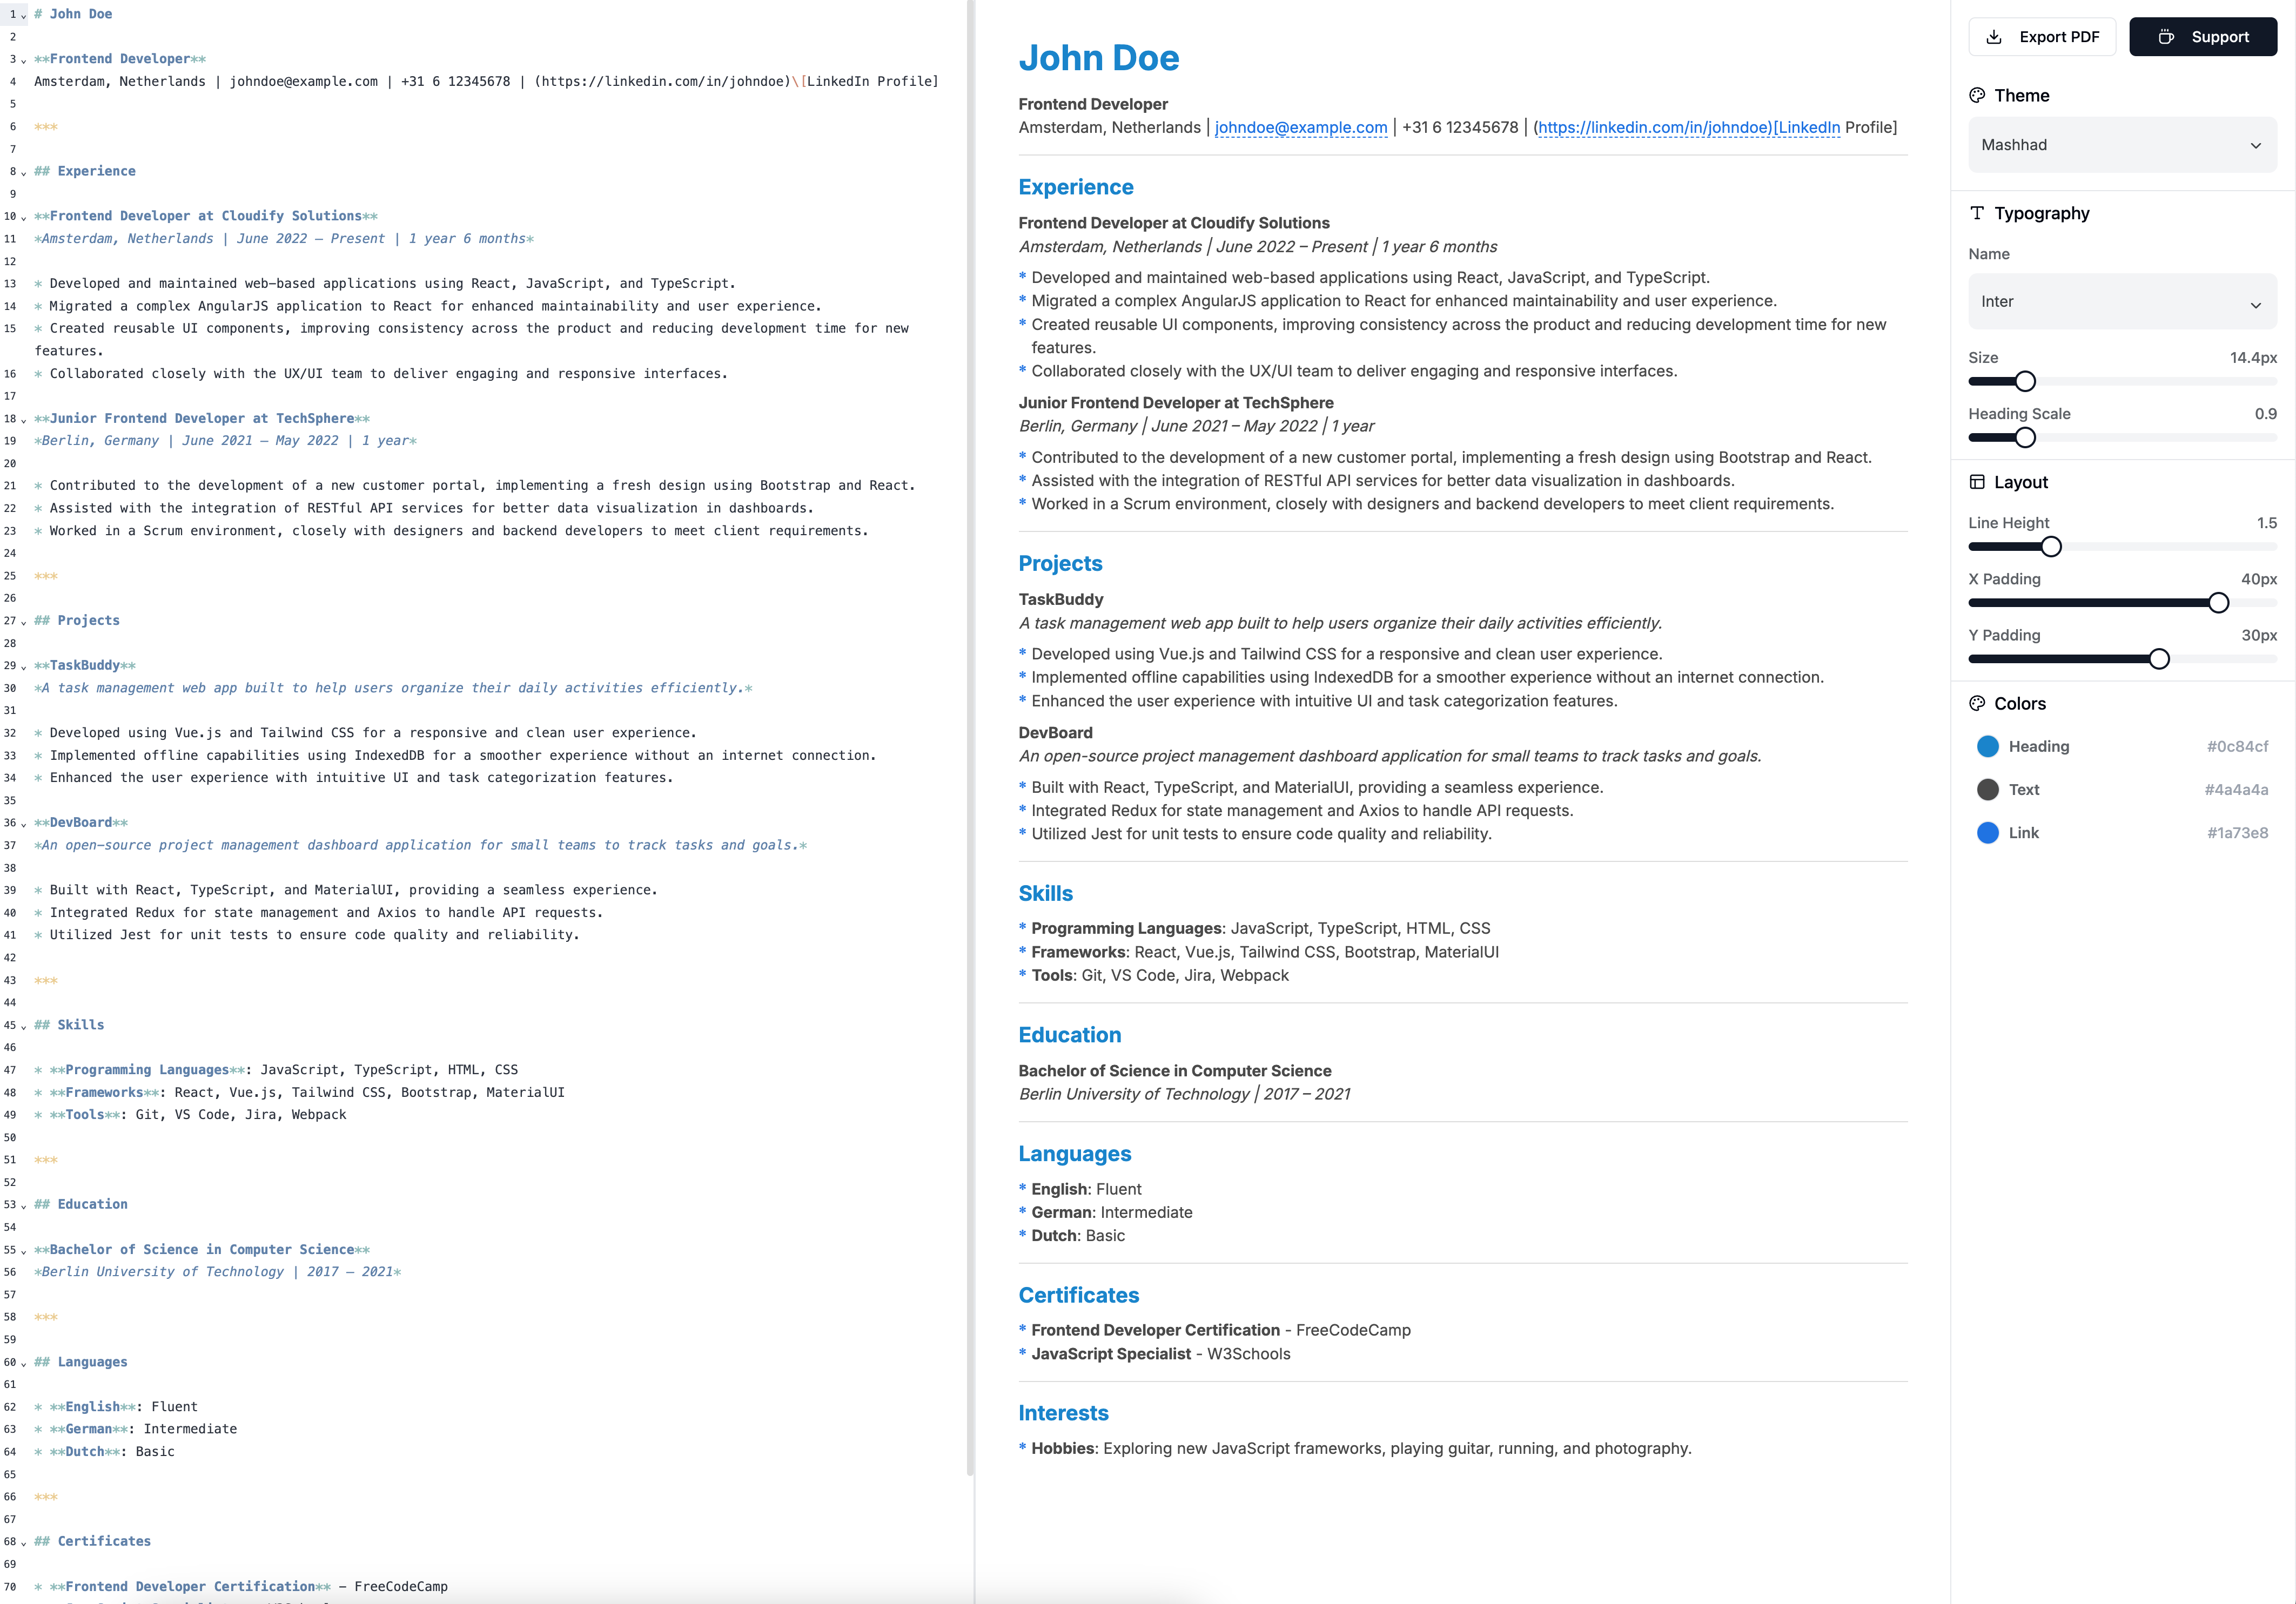 1 # John Doe
2
3 **Frontend Developer**
4 Amsterdam, Netherlands | johndoe@example.com | +31 6 12345678 | (https://linkedin.com/in/johndoe)\[LinkedIn Profile]
5
6 ***
7
8 ## Experience
9
10 **Frontend Developer at Cloudify Solutions**
11 *Amsterdam, Netherlands | June 2022 – Present | 1 year 6 months*
12
13 * Developed and maintained web-based applications using React, JavaScript, and TypeScript.
14 * Migrated a complex AngularJS application to React for enhanced maintainability and user experience.
15 * Created reusable UI components, improving consistency across the product and reducing development time for new
features.
16 * Collaborated closely with the UX/UI team to deliver engaging and responsive interfaces.
17
18 **Junior Frontend Developer at TechSphere**
19 *Berlin, Germany | June 2021 – May 2022 | 1 year*
20
21 * Contributed to the development of a new customer portal, implementing a fresh design using Bootstrap and React.
22 * Assisted with the integration of RESTful API services for better data visualization in dashboards.
23 * Worked in a Scrum environment, closely with designers and backend developers to meet client requirements.
24
25 ***
26
27 ## Projects
28
29 **TaskBuddy**
30 *A task management web app built to help users organize their daily activities efficiently.*
31
32 * Developed using Vue.js and Tailwind CSS for a responsive and clean user experience.
33 * Implemented offline capabilities using IndexedDB for a smoother experience without an internet connection.
34 * Enhanced the user experience with intuitive UI and task categorization features.
35
36 **DevBoard**
37 *An open-source project management dashboard application for small teams to track tasks and goals.*
38
39 * Built with React, TypeScript, and MaterialUI, providing a seamless experience.
40 * Integrated Redux for state management and Axios to handle API requests.
41 * Utilized Jest for unit tests to ensure code quality and reliability.
42
43 ***
44
45 ## Skills
46
47 * **Programming Languages**: JavaScript, TypeScript, HTML, CSS
48 * **Frameworks**: React, Vue.js, Tailwind CSS, Bootstrap, MaterialUI
49 * **Tools**: Git, VS Code, Jira, Webpack
50
51 ***
52
53 ## Education
54
55 **Bachelor of Science in Computer Science**
56 *Berlin University of Technology | 2017 – 2021*
57
58 ***
59
60 ## Languages
61
62 * **English**: Fluent
63 * **German**: Intermediate
64 * **Dutch**: Basic
65
66 ***
67
68 ## Certificates
69
70 * **Frontend Developer Certification** – FreeCodeCamp
John Doe
Frontend Developer
Amsterdam, Netherlands | johndoe@example.com | +31 6 12345678 | (https://linkedin.com/in/johndoe)[LinkedIn Profile]
Experience
Frontend Developer at Cloudify Solutions
Amsterdam, Netherlands | June 2022 – Present | 1 year 6 months
* Developed and maintained web-based applications using React, JavaScript, and TypeScript.
* Migrated a complex AngularJS application to React for enhanced maintainability and user experience.
* Created reusable UI components, improving consistency across the product and reducing development time for new
features.
* Collaborated closely with the UX/UI team to deliver engaging and responsive interfaces.
Junior Frontend Developer at TechSphere
Berlin, Germany | June 2021 – May 2022 | 1 year
* Contributed to the development of a new customer portal, implementing a fresh design using Bootstrap and React.
* Assisted with the integration of RESTful API services for better data visualization in dashboards.
* Worked in a Scrum environment, closely with designers and backend developers to meet client requirements.
Projects
TaskBuddy
A task management web app built to help users organize their daily activities efficiently.
* Developed using Vue.js and Tailwind CSS for a responsive and clean user experience.
* Implemented offline capabilities using IndexedDB for a smoother experience without an internet connection.
* Enhanced the user experience with intuitive UI and task categorization features.
DevBoard
An open-source project management dashboard application for small teams to track tasks and goals.
* Built with React, TypeScript, and MaterialUI, providing a seamless experience.
* Integrated Redux for state management and Axios to handle API requests.
* Utilized Jest for unit tests to ensure code quality and reliability.
Skills
* Programming Languages: JavaScript, TypeScript, HTML, CSS
* Frameworks: React, Vue.js, Tailwind CSS, Bootstrap, MaterialUI
* Tools: Git, VS Code, Jira, Webpack
Education
Bachelor of Science in Computer Science
Berlin University of Technology | 2017 – 2021
Languages
* English: Fluent
* German: Intermediate
* Dutch: Basic
Certificates
* Frontend Developer Certification - FreeCodeCamp
* JavaScript Specialist - W3Schools
Interests
* Hobbies: Exploring new JavaScript frameworks, playing guitar, running, and photography.
Export PDF
Support
Theme
Mashhad
Typography
Name
Inter
Size 14.4px
Heading Scale 0.9
Layout
Line Height 1.5
X Padding 40px
Y Padding 30px
Colors
Heading #0c84cf
Text #4a4a4a
Link #1a73e8